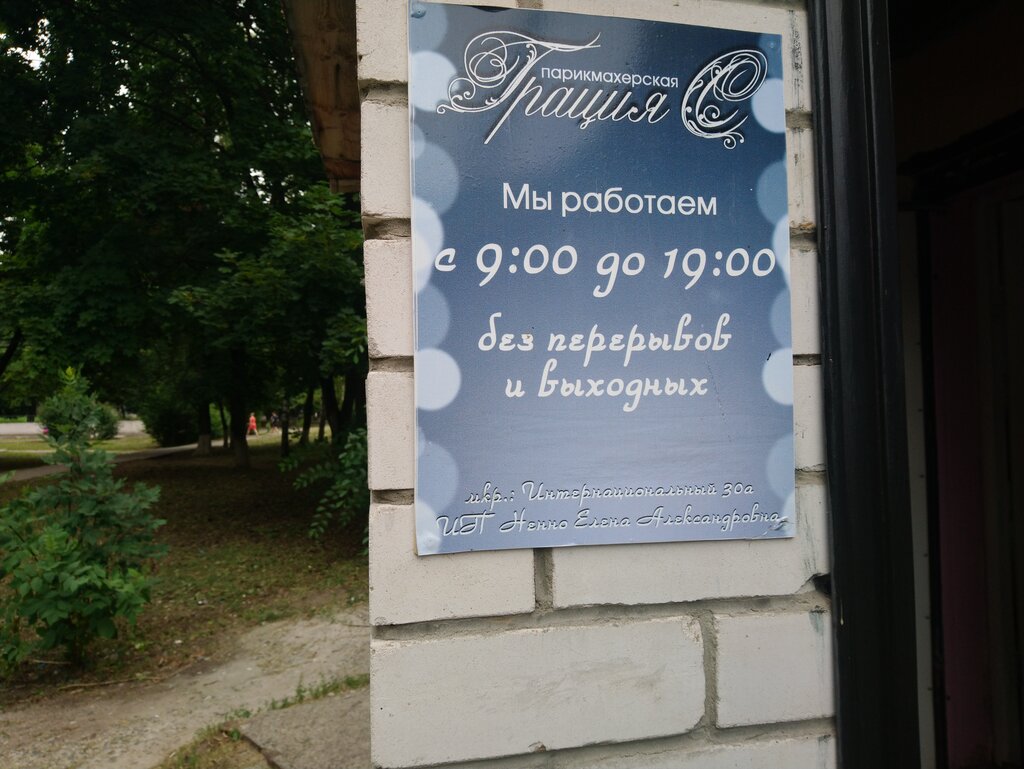 парикмахерская
Грация С
Мы работаем
с 9:00 до 19:00
без перерывов
и выходных
мкр.: Интернациональный 30а
ИП Ненно Елена Александровна